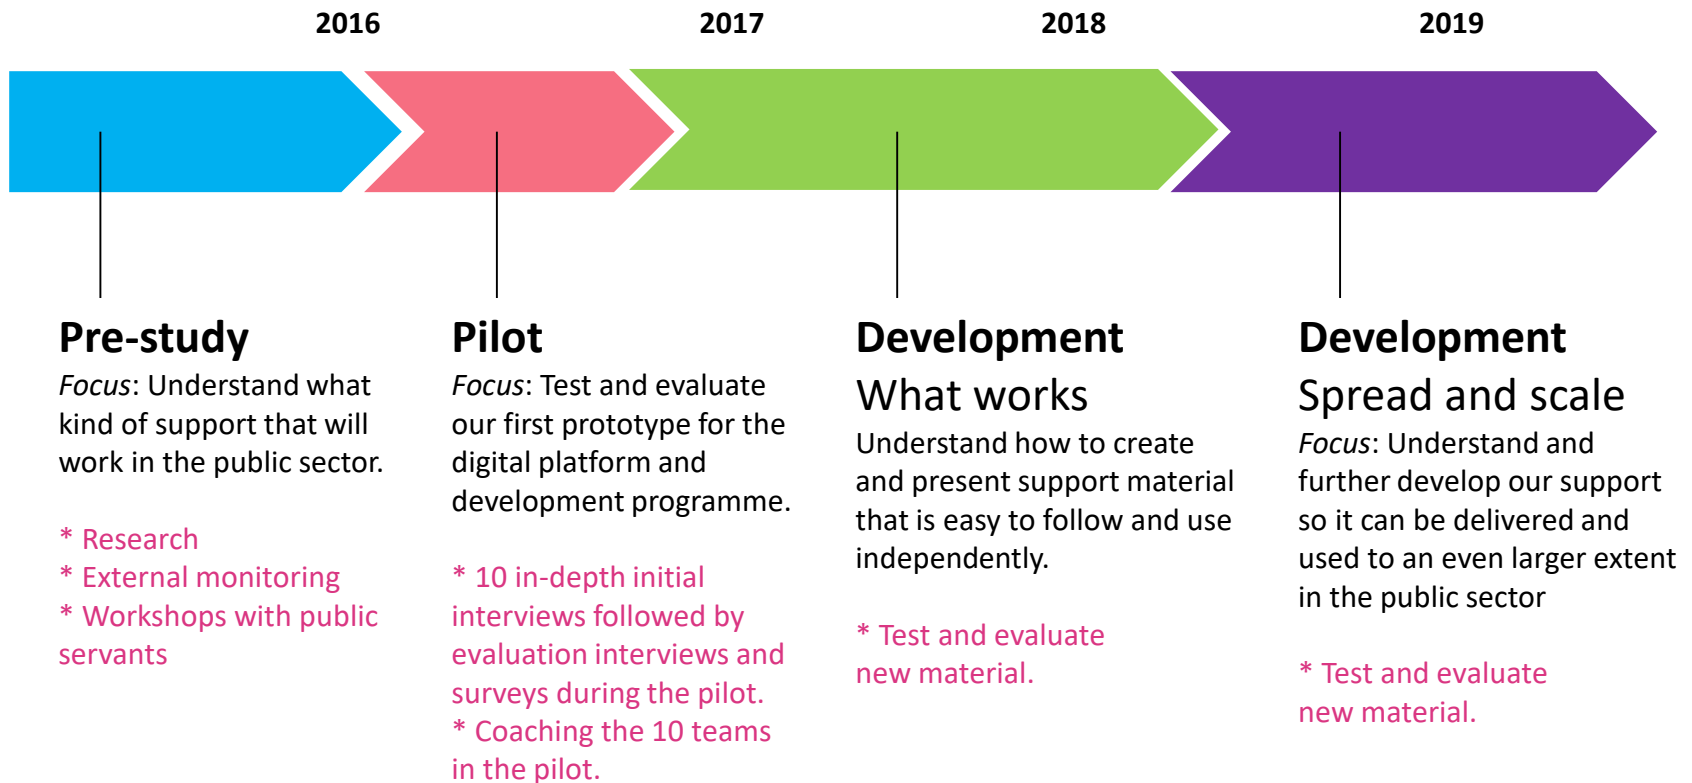 2016
2017
2018
2019
Pre-study
Focus: Understand what
kind of support that will
work in the public sector.
* Research
* External monitoring
* Workshops with public
servants
Pilot
Focus: Test and evaluate
our first prototype for the
digital platform and
development programme.
* 10 in-depth initial
interviews followed by
evaluation interviews and
surveys during the pilot.
* Coaching the 10 teams
in the pilot.
Development
What works
Understand how to create
and present support material
that is easy to follow and use
independently.
* Test and evaluate
new material.
Development
Spread and scale
Focus: Understand and
further develop our support
so it can be delivered and
used to an even larger extent
in the public sector
* Test and evaluate
new material.